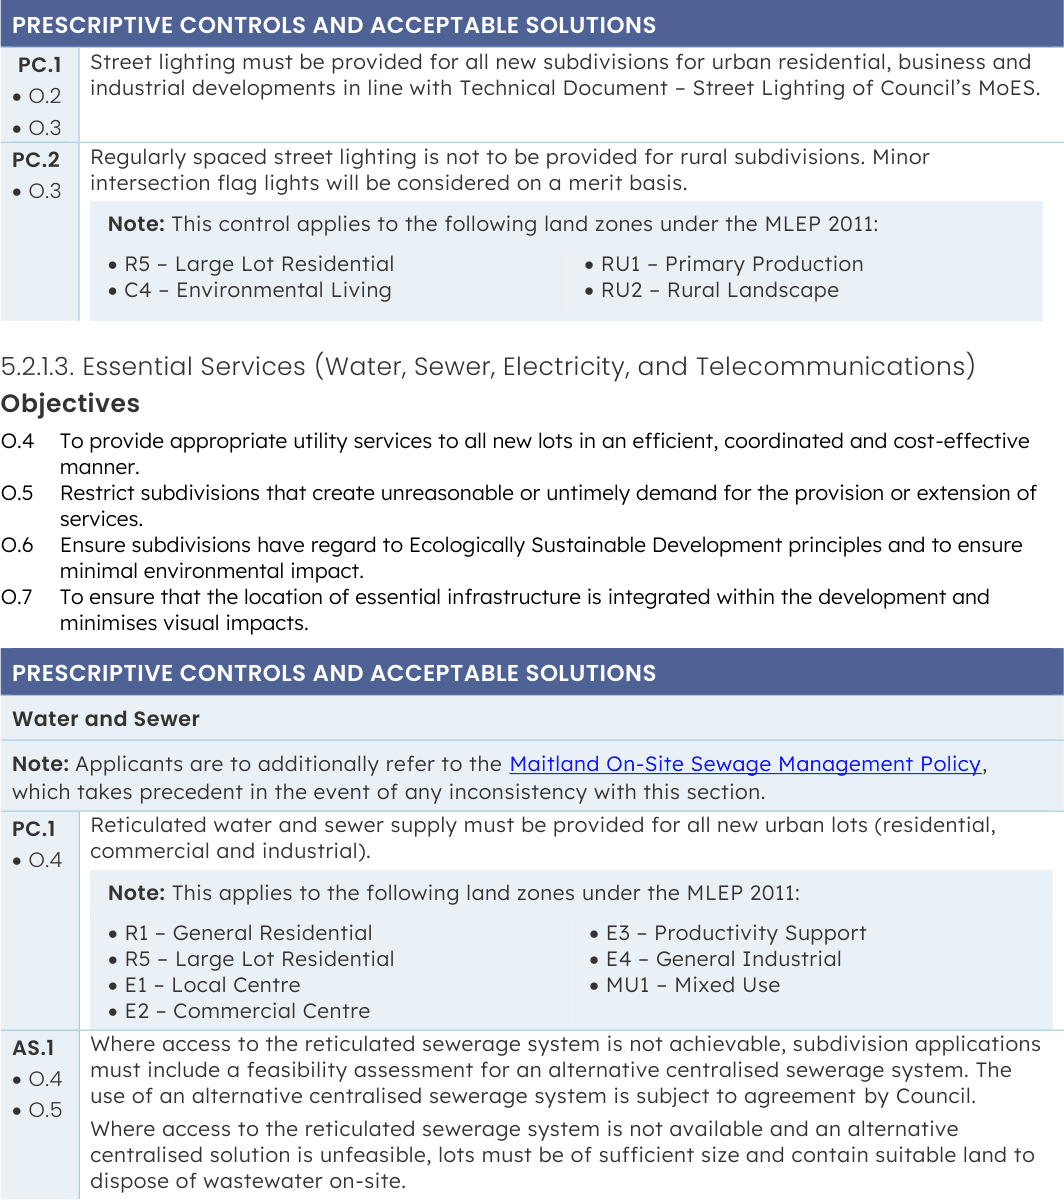 PRESCRIPTIVE CONTROLS AND ACCEPTABLE SOLUTIONS
PC.1
• O.2
• O.3
Street lighting must be provided for all new subdivisions for urban residential, business and
industrial developments in line with Technical Document – Street Lighting of Council's MoES.
PC.2
• O.3
Regularly spaced street lighting is not to be provided for rural subdivisions. Minor
intersection flag lights will be considered on a merit basis.
Note: This control applies to the following land zones under the MLEP 2011:
• R5 – Large Lot Residential
• C4 – Environmental Living
• RU1 – Primary Production
• RU2 – Rural Landscape
5.2.1.3. Essential Services (Water, Sewer, Electricity, and Telecommunications)
Objectives
O.4 To provide appropriate utility services to all new lots in an efficient, coordinated and cost-effective
manner.
O.5 Restrict subdivisions that create unreasonable or untimely demand for the provision or extension of
services.
O.6 Ensure subdivisions have regard to Ecologically Sustainable Development principles and to ensure
minimal environmental impact.
O.7 To ensure that the location of essential infrastructure is integrated within the development and
minimises visual impacts.
PRESCRIPTIVE CONTROLS AND ACCEPTABLE SOLUTIONS
Water and Sewer
Note: Applicants are to additionally refer to the Maitland On-Site Sewage Management Policy,
which takes precedent in the event of any inconsistency with this section.
PC.1
• O.4
Reticulated water and sewer supply must be provided for all new urban lots (residential,
commercial and industrial).
Note: This applies to the following land zones under the MLEP 2011:
• R1 – General Residential
• R5 – Large Lot Residential
• E1 – Local Centre
• E2 – Commercial Centre
• E3 – Productivity Support
• E4 – General Industrial
• MU1 – Mixed Use
AS.1
• O.4
• O.5
Where access to the reticulated sewerage system is not achievable, subdivision applications
must include a feasibility assessment for an alternative centralised sewerage system. The
use of an alternative centralised sewerage system is subject to agreement by Council.
Where access to the reticulated sewerage system is not available and an alternative
centralised solution is unfeasible, lots must be of sufficient size and contain suitable land to
dispose of wastewater on-site.